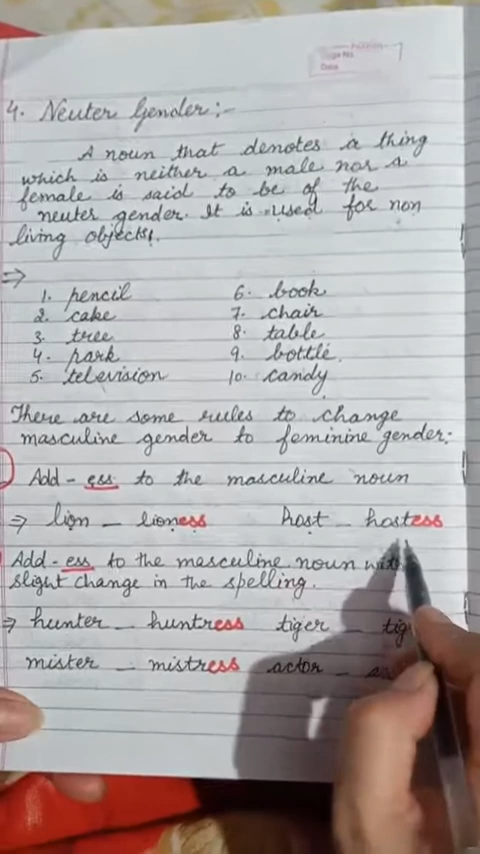 Page No.
Date
4. Neuter Gender:-
A noun that denotes a thing
which is neither a male nor a
female is said to be of the
neuter gender. It is used for non
living objects.
⇒
1. pencil 6. book
2. cake 7. chair
3. tree 8. table
4. park 9. bottle
5. television 10. candy
There are some rules to change
masculine gender to feminine gender:
Add - ess to the masculine noun
⇒ lion - lioness host - hostess
Add - ess to the masculine noun with
slight change in the spelling.
⇒ hunter - huntress tiger -
mister - mistress actor -